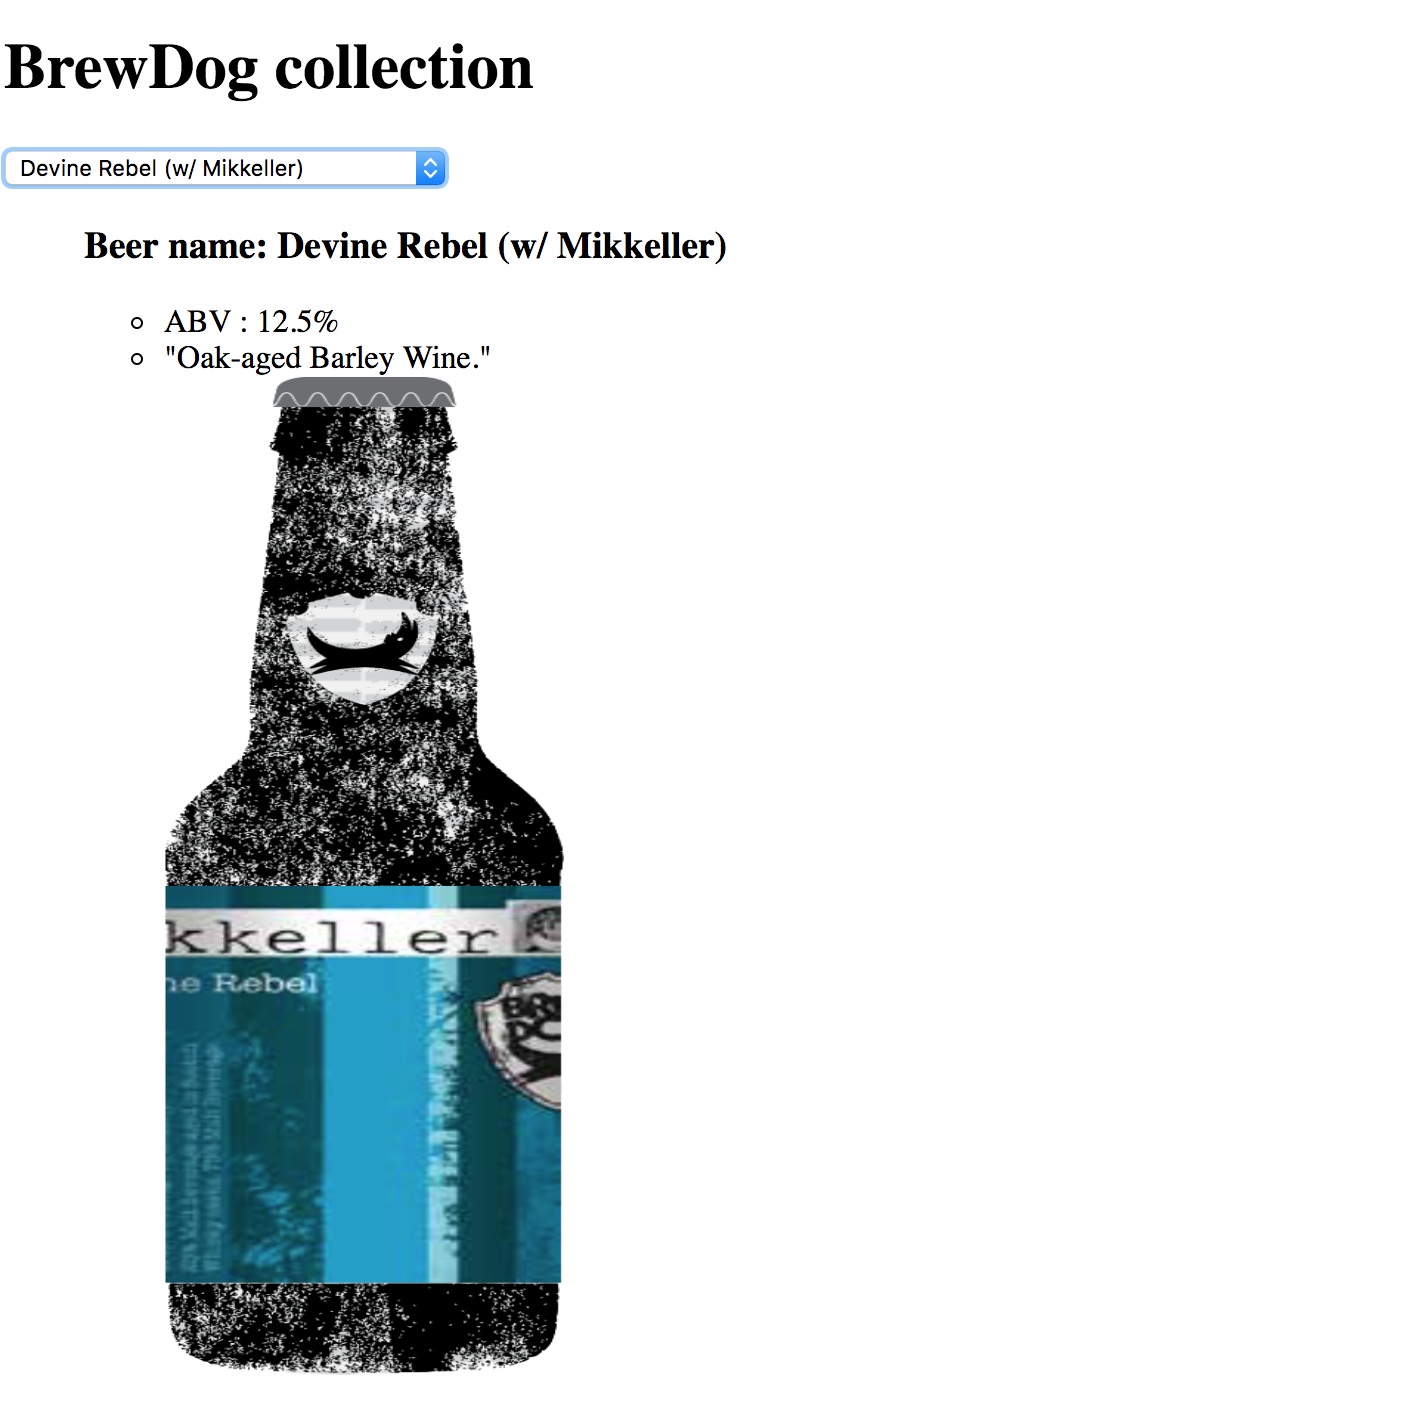 BrewDog collection
Devine Rebel (w/ Mikkeller)
Beer name: Devine Rebel (w/ Mikkeller)
ABV : 12.5%
"Oak-aged Barley Wine."
kkeller
ne Rebel